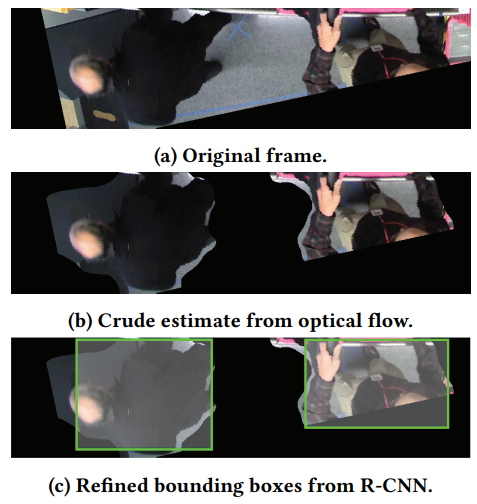 (a) Original frame.
(b) Crude estimate from optical flow.
(c) Refined bounding boxes from R-CNN.